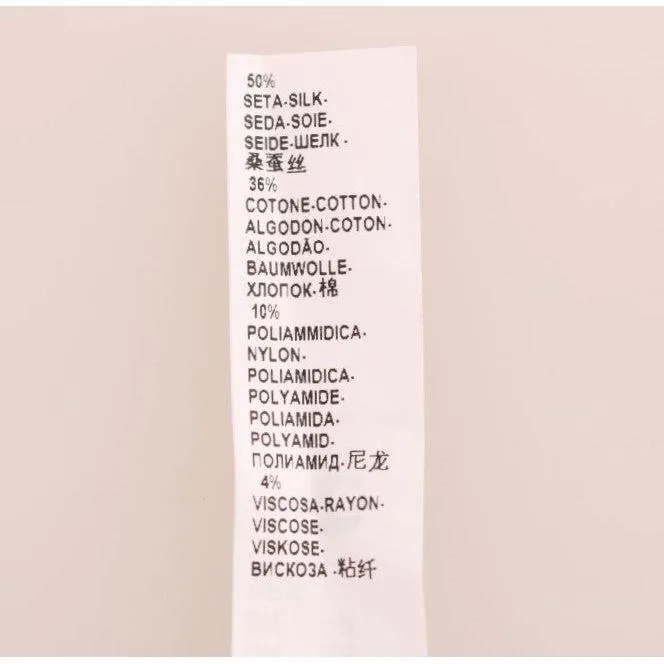 50%
SETA-SILK-
SEDA-SOIE-
SEIDE-ШЕЛК -
桑蚕丝
36%
COTONE-COTTON-
ALGODON-COTON-
ALGODÃO-
BAUMWOLLE-
ХЛОПОК-棉
10%
POLIAMMIDICA-
NYLON-
POLIAMIDICA-
POLYAMIDE-
POLIAMIDA-
POLYAMID-
ПОЛИАМИД-尼龙
4%
VISCOSA-RAYON-
VISCOSE-
VISKOSE-
ВИСКОЗА -粘纤